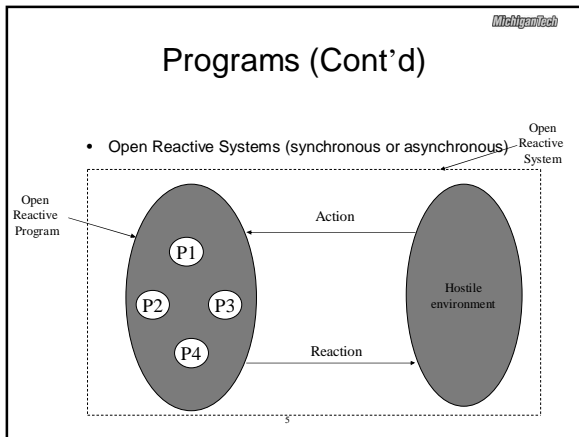 MichiganTech
Programs (Cont’d)
• Open Reactive Systems (synchronous or asynchronous)
Open
Reactive
System
Open
Reactive
Program
Action
P1
P2
P3
P4
Hostile
environment
Reaction
5